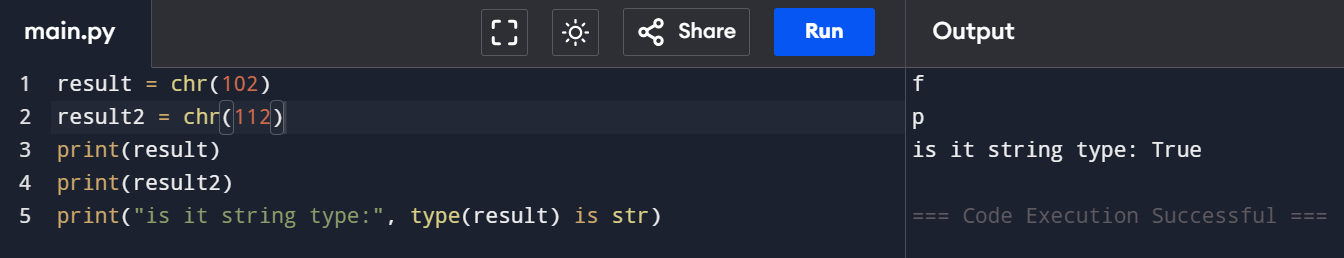 main.py Share Run Output
1 result = chr(102)
2 result2 = chr(112)
3 print(result)
4 print(result2)
5 print("is it string type:", type(result) is str)
f
p
is it string type: True
=== Code Execution Successful ===